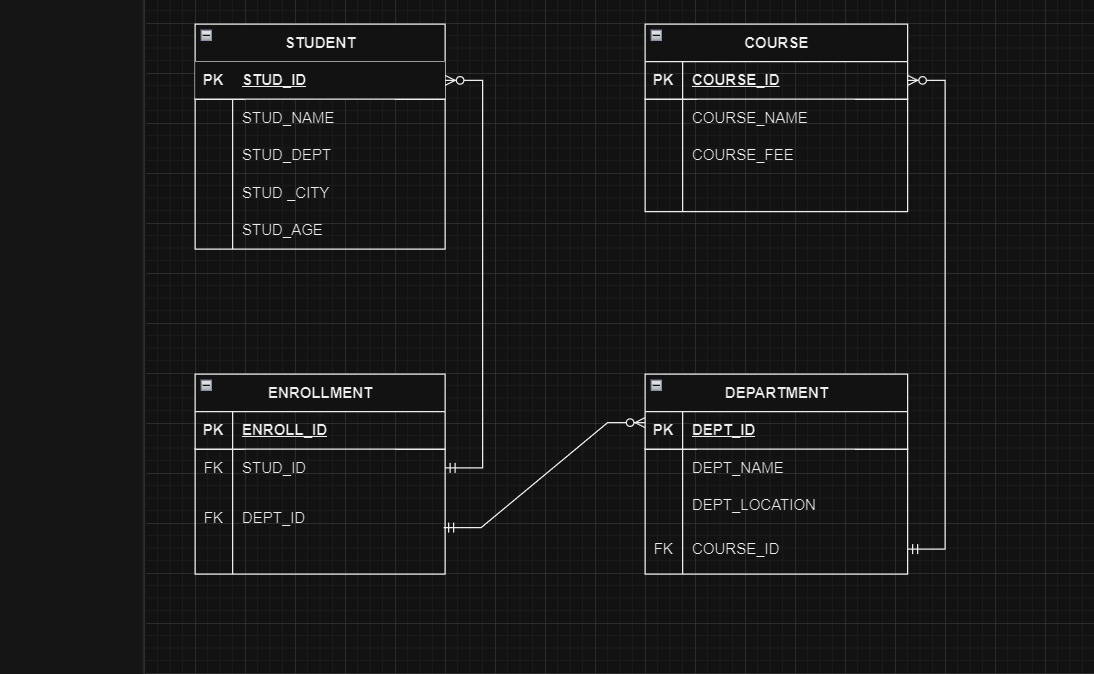 STUDENT
PK STUD_ID
STUD_NAME
STUD_DEPT
STUD _CITY
STUD_AGE
COURSE
PK COURSE_ID
COURSE_NAME
COURSE_FEE
ENROLLMENT
PK ENROLL_ID
FK STUD_ID
FK DEPT_ID
DEPARTMENT
PK DEPT_ID
DEPT_NAME
DEPT_LOCATION
FK COURSE_ID